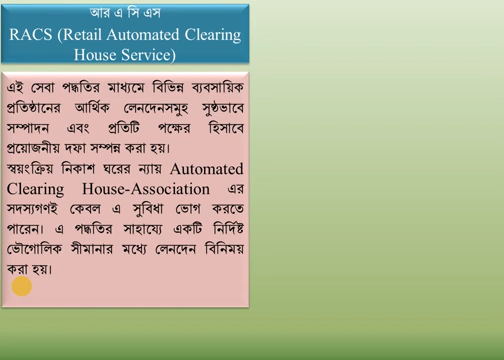 আর এ সি এস
RACS (Retail Automated Clearing
House Service)
এই সেবা পদ্ধতির মাধ্যমে বিভিন্ন ব্যবসায়িক
প্রতিষ্ঠানের আর্থিক লেনদেনসমুহ সুষ্ঠভাবে
সম্পাদন এবং প্রতিটি পক্ষের হিসাবে
প্রয়োজনীয় দফা সম্পন্ন করা হয়।
স্বয়ংক্রিয় নিকাশ ঘরের ন্যায় Automated
Clearing House-Association এর
সদস্যগণই কেবল এ সুবিধা ভোগ করতে
পারেন। এ পদ্ধতির সাহায্যে একটি নির্দিষ্ট
ভৌগোলিক সীমানার মধ্যে লেনদেন বিনিময়
করা হয়।